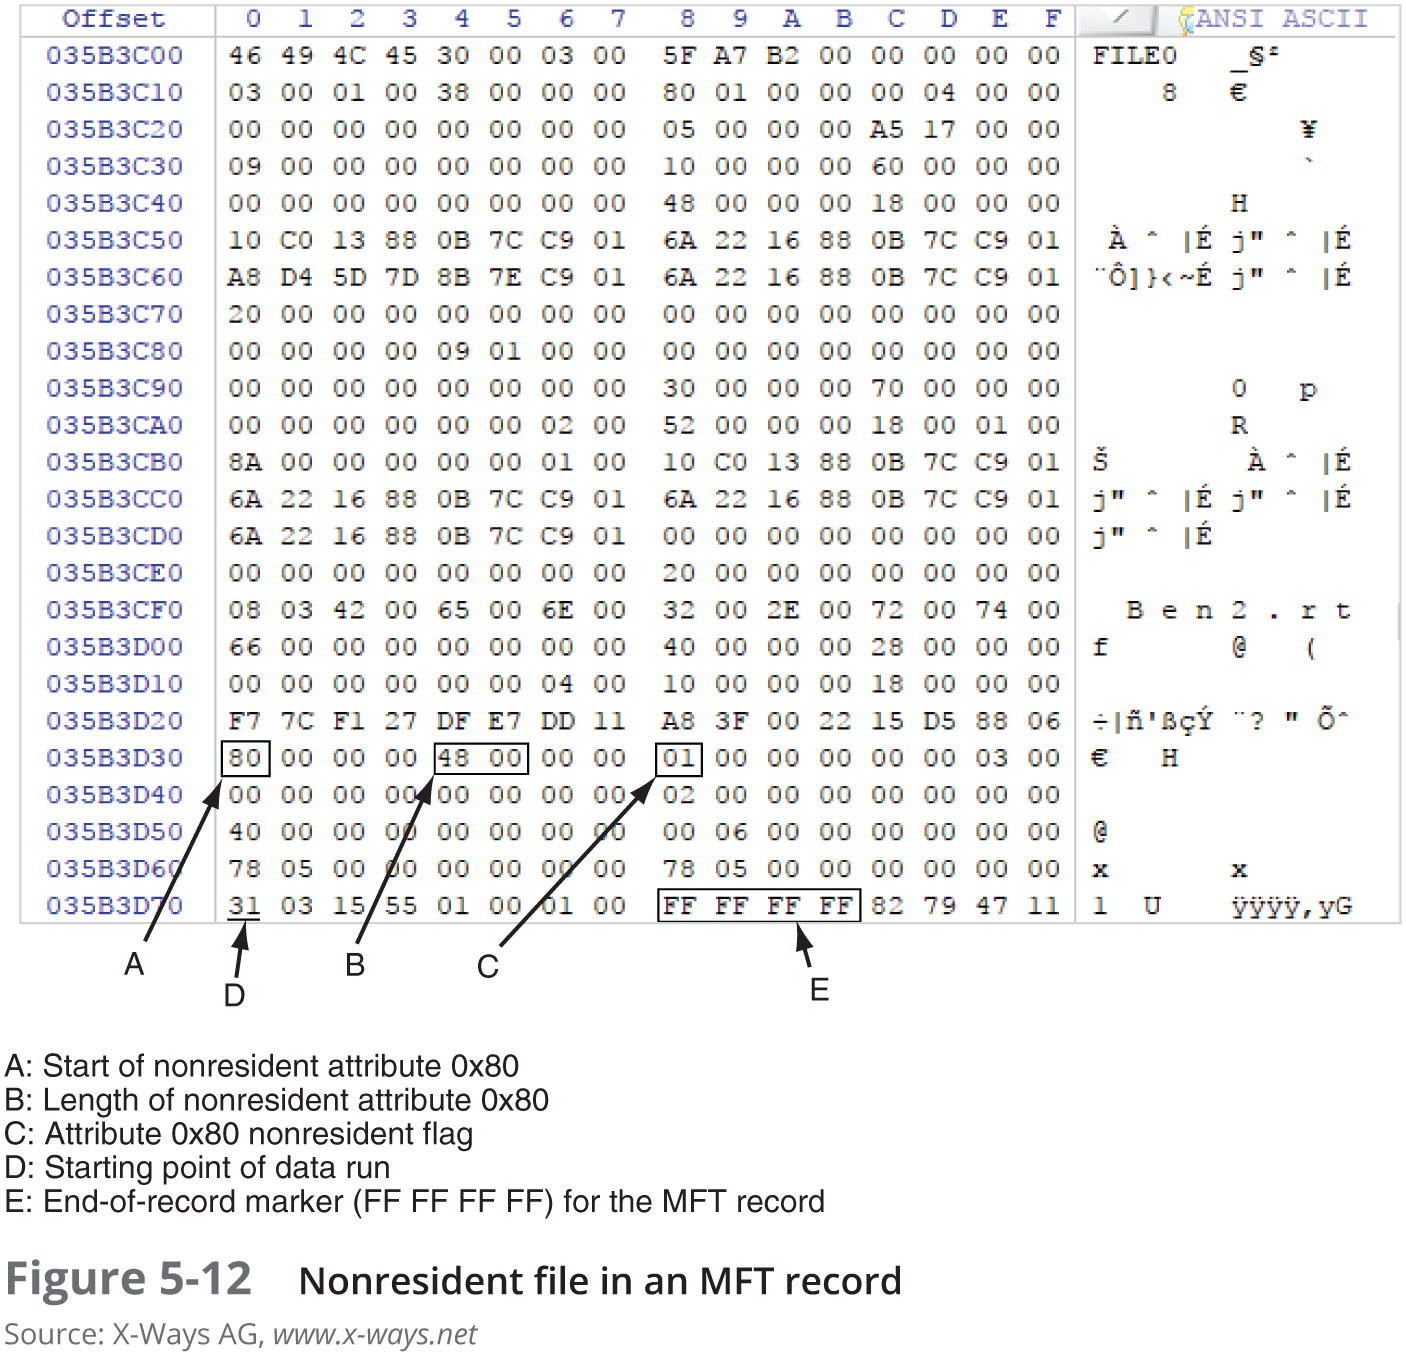 Offset 0 1 2 3 4 5 6 7 8 9 A B C D E F ANSI ASCII
035B3C00 46 49 4C 45 30 00 03 00 5F A7 B2 00 00 00 00 00 FILE0 _§²
035B3C10 03 00 01 00 38 00 00 00 80 01 00 00 00 04 00 00 8 €
035B3C20 00 00 00 00 00 00 00 00 05 00 00 00 A5 17 00 00 ¥
035B3C30 09 00 00 00 00 00 00 00 10 00 00 00 60 00 00 00 `
035B3C40 00 00 00 00 00 00 00 00 48 00 00 00 18 00 00 00 H
035B3C50 10 C0 13 88 0B 7C C9 01 6A 22 16 88 0B 7C C9 01 À ˆ |É j" ˆ |É
035B3C60 A8 D4 5D 7D 8B 7E C9 01 6A 22 16 88 0B 7C C9 01 ¨Ô]}‹~É j" ˆ |É
035B3C70 20 00 00 00 00 00 00 00 00 00 00 00 00 00 00 00
035B3C80 00 00 00 00 09 01 00 00 00 00 00 00 00 00 00 00
035B3C90 00 00 00 00 00 00 00 00 30 00 00 00 70 00 00 00 0 p
035B3CA0 00 00 00 00 00 00 02 00 52 00 00 00 18 00 01 00 R
035B3CB0 8A 00 00 00 00 00 01 00 10 C0 13 88 0B 7C C9 01 Š À ˆ |É
035B3CC0 6A 22 16 88 0B 7C C9 01 6A 22 16 88 0B 7C C9 01 j" ˆ |É j" ˆ |É
035B3CD0 6A 22 16 88 0B 7C C9 01 00 00 00 00 00 00 00 00 j" ˆ |É
035B3CE0 00 00 00 00 00 00 00 00 20 00 00 00 00 00 00 00
035B3CF0 08 03 42 00 65 00 6E 00 32 00 2E 00 72 00 74 00 B e n 2 . r t
035B3D00 66 00 00 00 00 00 00 00 40 00 00 00 28 00 00 00 f @ (
035B3D10 00 00 00 00 00 00 04 00 10 00 00 00 18 00 00 00
035B3D20 F7 7C F1 27 DF E7 DD 11 A8 3F 00 22 15 D5 88 06 ÷|ñ'ßçÝ ¨? " Õˆ
035B3D30 80 00 00 00 48 00 00 00 01 00 00 00 00 00 03 00 € H
035B3D40 00 00 00 00 00 00 00 00 02 00 00 00 00 00 00 00
035B3D50 40 00 00 00 00 00 00 00 00 06 00 00 00 00 00 00 @
035B3D60 78 05 00 00 00 00 00 00 78 05 00 00 00 00 00 00 x x
035B3D70 31 03 15 55 01 00 01 00 FF FF FF FF 82 79 47 11 1 U ÿÿÿÿ‚yG
A B C
D E
A: Start of nonresident attribute 0x80
B: Length of nonresident attribute 0x80
C: Attribute 0x80 nonresident flag
D: Starting point of data run
E: End-of-record marker (FF FF FF FF) for the MFT record
Figure 5-12 Nonresident file in an MFT record
Source: X-Ways AG, www.x-ways.net